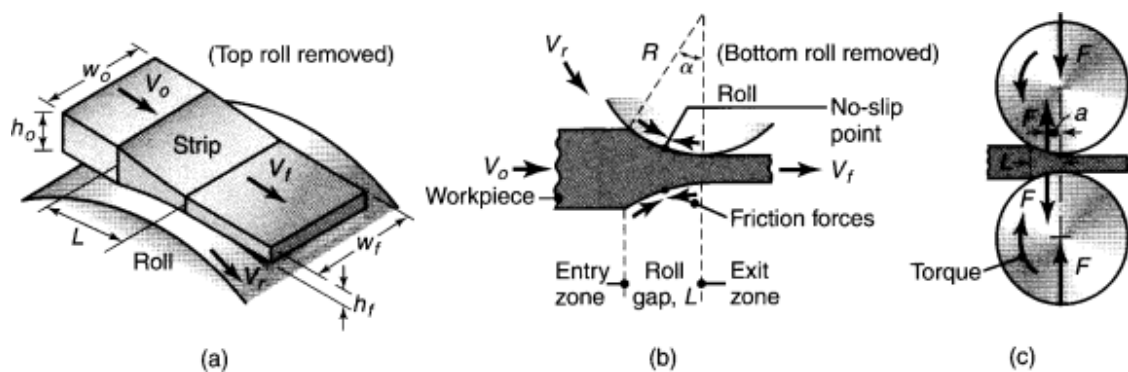 (Top roll removed)
w_o
V_o
h_o
Strip
V_f
L
Roll
V_r
w_f
h_f
(a)
V_r
R
α
(Bottom roll removed)
Roll
No-slip point
V_o
V_f
Workpiece
Friction forces
Entry zone
Roll gap, L
Exit zone
(b)
F
F
a
L
F
Torque
F
(c)